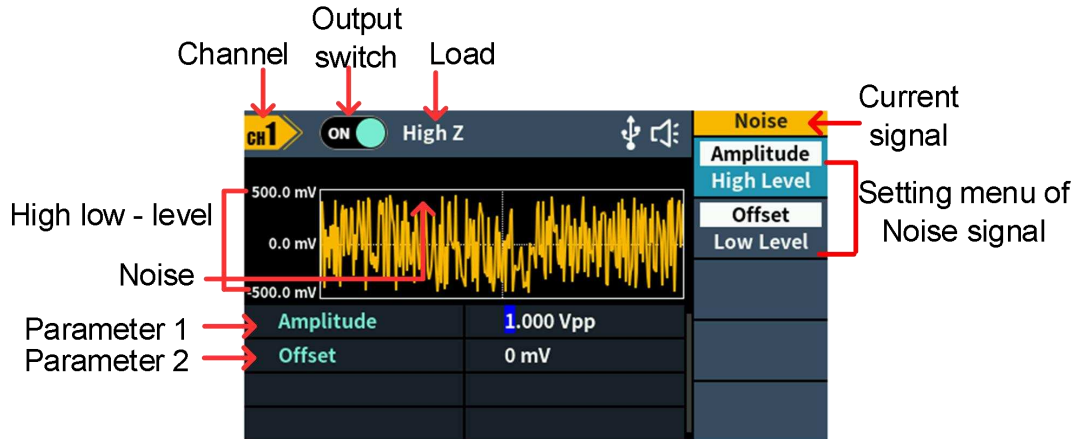 Output
Channel switch Load
Current
signal
CH1 ON High Z
Noise
Amplitude
High Level
Offset
Low Level
Setting menu of
Noise signal
500.0 mV
High low - level
0.0 mV
Noise
-500.0 mV
Parameter 1
Amplitude 1.000 Vpp
Parameter 2
Offset 0 mV